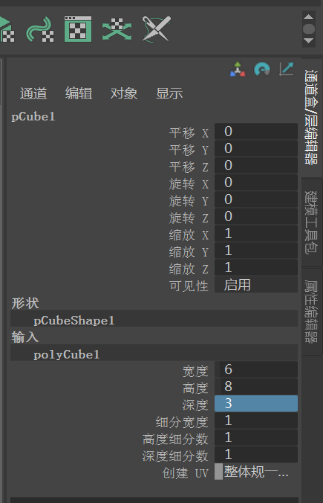 通道 编辑 对象 显示
pCube1
平移 X 0
平移 Y 0
平移 Z 0
旋转 X 0
旋转 Y 0
旋转 Z 0
缩放 X 1
缩放 Y 1
缩放 Z 1
可见性 启用
形状
pCubeShape1
输入
polyCube1
宽度 6
高度 8
深度 3
细分宽度 1
高度细分数 1
深度细分数 1
创建 UV 整体规一...
通道盒/层编辑器
建模工具包
属性编辑器